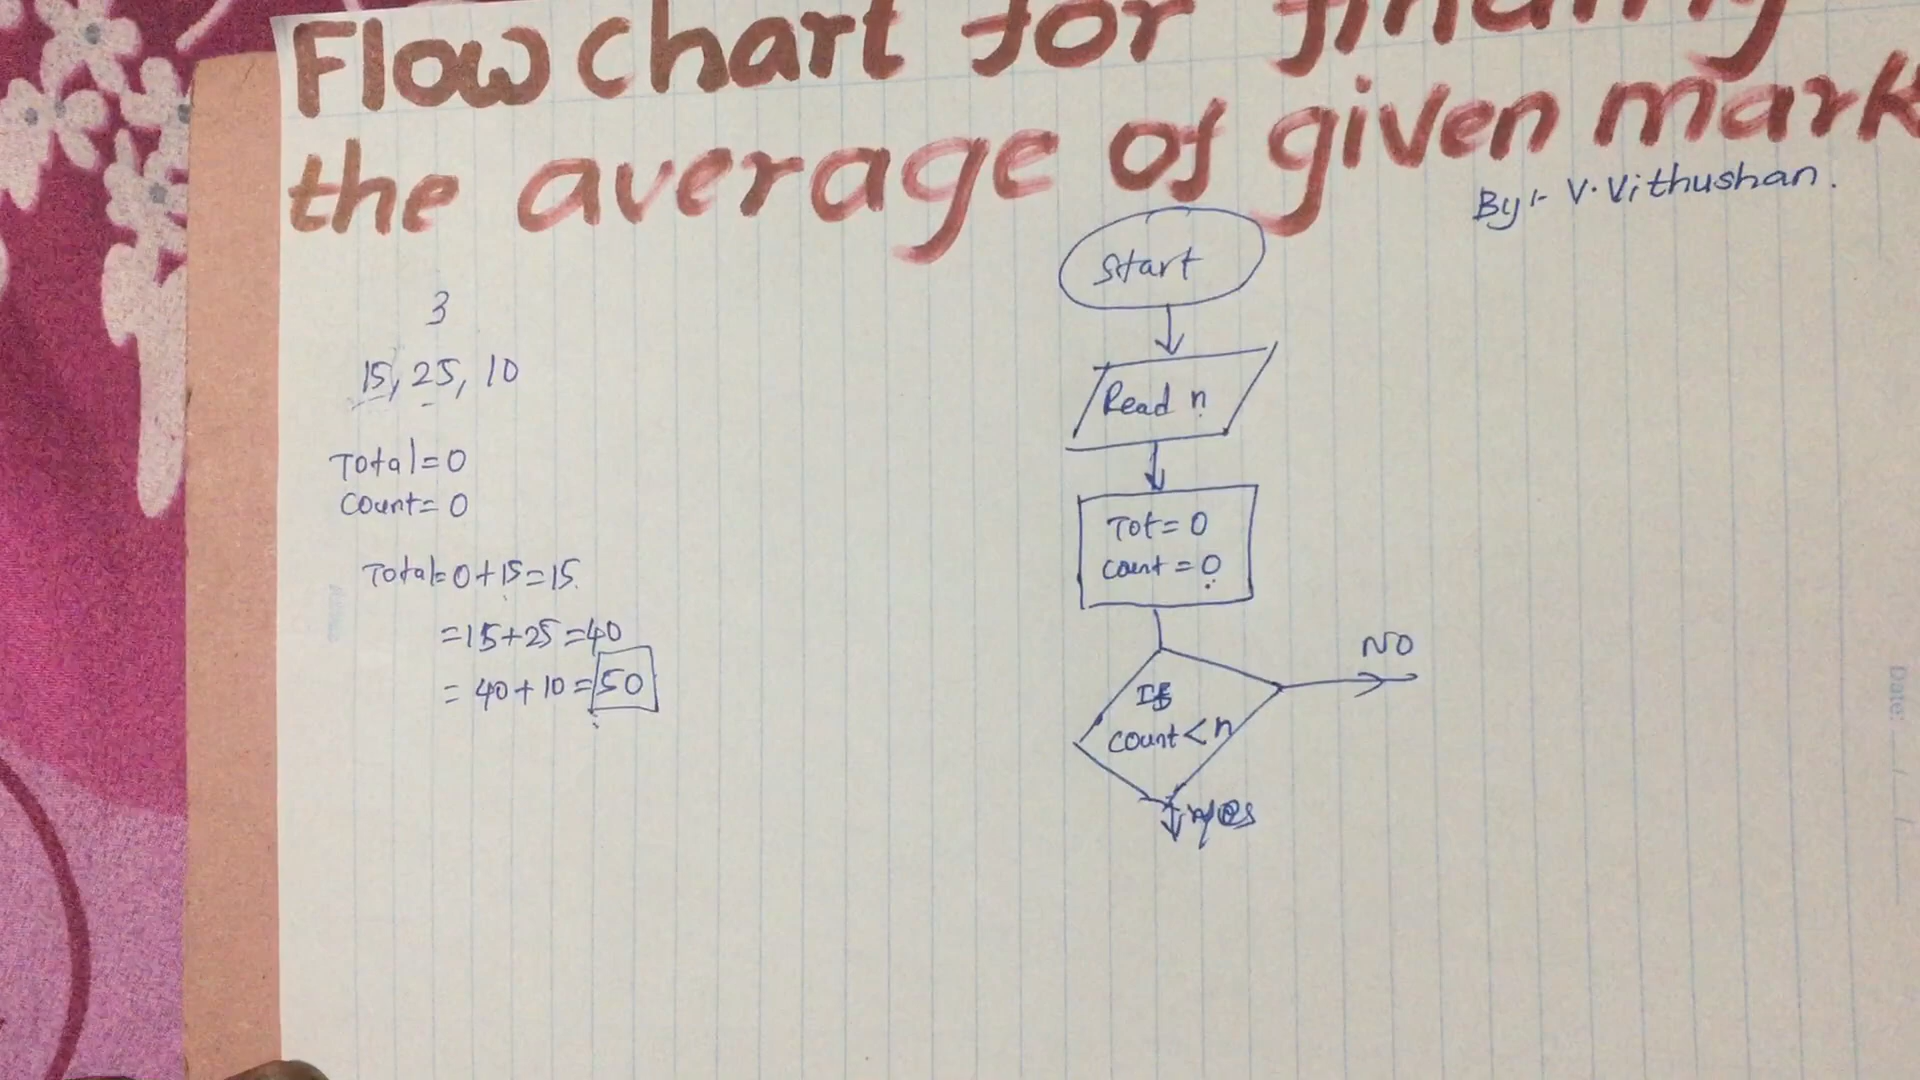 Flow chart for finding
the average of given mark
By:- V. Vithushan.
3
15, 25, 10
Total=0
Count=0
Total=0+15=15
=15+25=40
=40+10=50
Start
Read n
Tot=0
Count=0
If
count<n
NO
yes
Date: / /